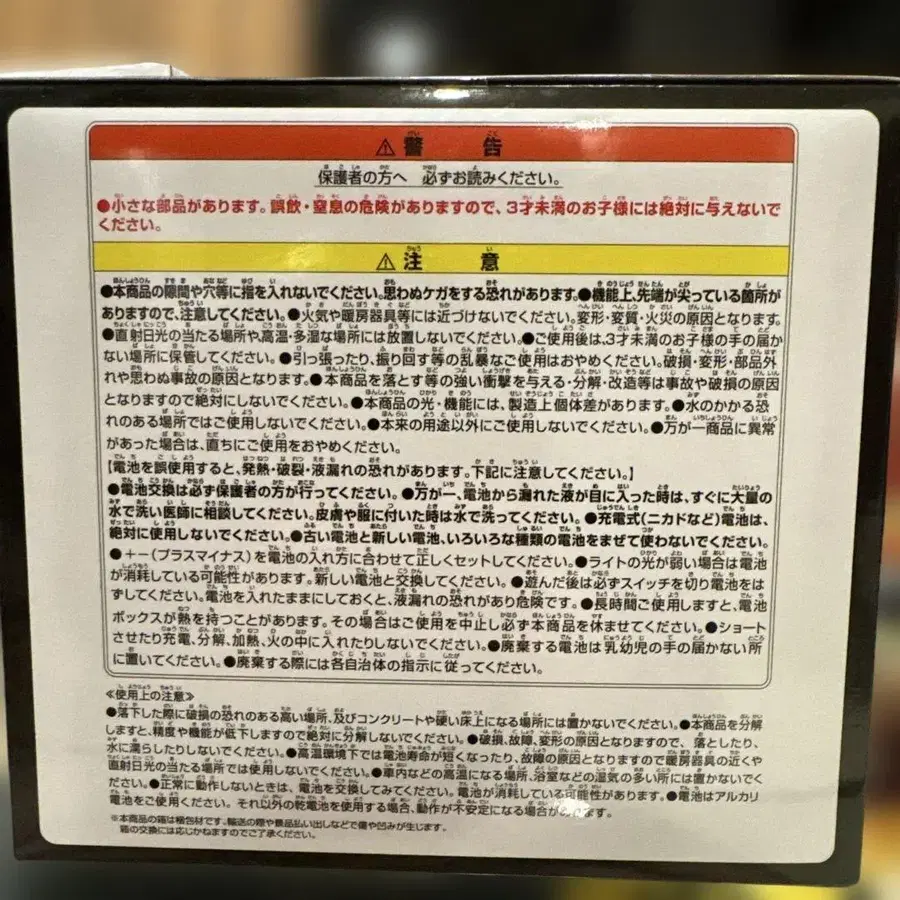 ⚠ 警告
保護者の方へ 必ずお読みください。
●小さな部品があります。誤飲・窒息の危険がありますので、3才未満のお子様には絶対に与えないで
ください。
⚠ 注意
●本商品の隙間や穴等に指を入れないでください。思わぬケガをする恐れがあります。●機能上、先端が尖っている箇所が
ありますので、注意してください。●火気や暖房器具等には近づけないでください。変形・変質・火災の原因となります。
●直射日光の当たる場所や、高温・多湿な場所には放置しないでください。●ご使用後は、3才未満のお子様の手の届か
ない場所に保管してください。●引っ張ったり、振り回す等の乱暴なご使用はおやめください。破損・変形・部品外
れや思わぬ事故の原因となります。●本商品を落とす等の強い衝撃を与える・分解・改造等は事故や破損の原因
となりますので絶対にしないでください。●本商品の光・機能には、製造上個体差があります。●水のかかる恐
れのある場所ではご使用しないでください。●本来の用途以外にご使用しないでください。●万が一商品に異常
があった場合は、直ちにご使用をおやめください。
【電池を誤使用すると、発熱・破裂・液漏れの恐れがあります。下記に注意してください。】
●電池交換は必ず保護者の方が行ってください。●万が一、電池から漏れた液が目に入った時は、すぐに大量の
水で洗い医師に相談してください。皮膚や服に付いた時は水で洗ってください。●充電式(ニカドなど)電池は、
絶対に使用しないでください。●古い電池と新しい電池、いろいろな種類の電池をまぜて使わないでください。
●＋－(プラスマイナス)を電池の入れ方に合わせて正しくセットしてください。●ライトの光が弱い場合は電池
が消耗している可能性があります。新しい電池と交換してください。●遊んだ後は必ずスイッチを切り電池をは
ずしてください。電池を入れたままにしておくと、液漏れの恐れがあり危険です。●長時間ご使用しますと、電池
ボックスが熱を持つことがあります。その場合はご使用を中止し必ず本商品を休ませてください。●ショート
させたり充電、分解、加熱、火の中に入れたりしないでください。●廃棄する電池は乳幼児の手の届かない所
に置いてください。●廃棄する際には各自治体の指示に従ってください。
≪使用上の注意≫
●落下した際に破損の恐れのある高い場所、及びコンクリートや硬い床上になる場所には置かないでください。●本商品を分解
しますと、精度や機能が低下しますので絶対に分解しないでください。●破損、故障、変形の原因となりますので、落としたり、
水に濡らしたりしないでください。●高温環境下では電池寿命が短くなったり、故障の原因となりますので暖房器具の近くや
直射日光の当たる場所では使用しないでください。●車内などの高温になる場所、浴室などの湿気の多い所には置かないでく
ださい。●正常に動作しないときは、電池を交換してみてください。電池が消耗している可能性があります。●電池はアルカリ
電池をご使用ください。それ以外の乾電池を使用する場合、動作が不安定になる場合があります。
※本商品の箱は梱包材です。輸送の際や景品払い出しなどで傷や凹みが生じます。
箱の交換には応じかねますのでご了承ください。